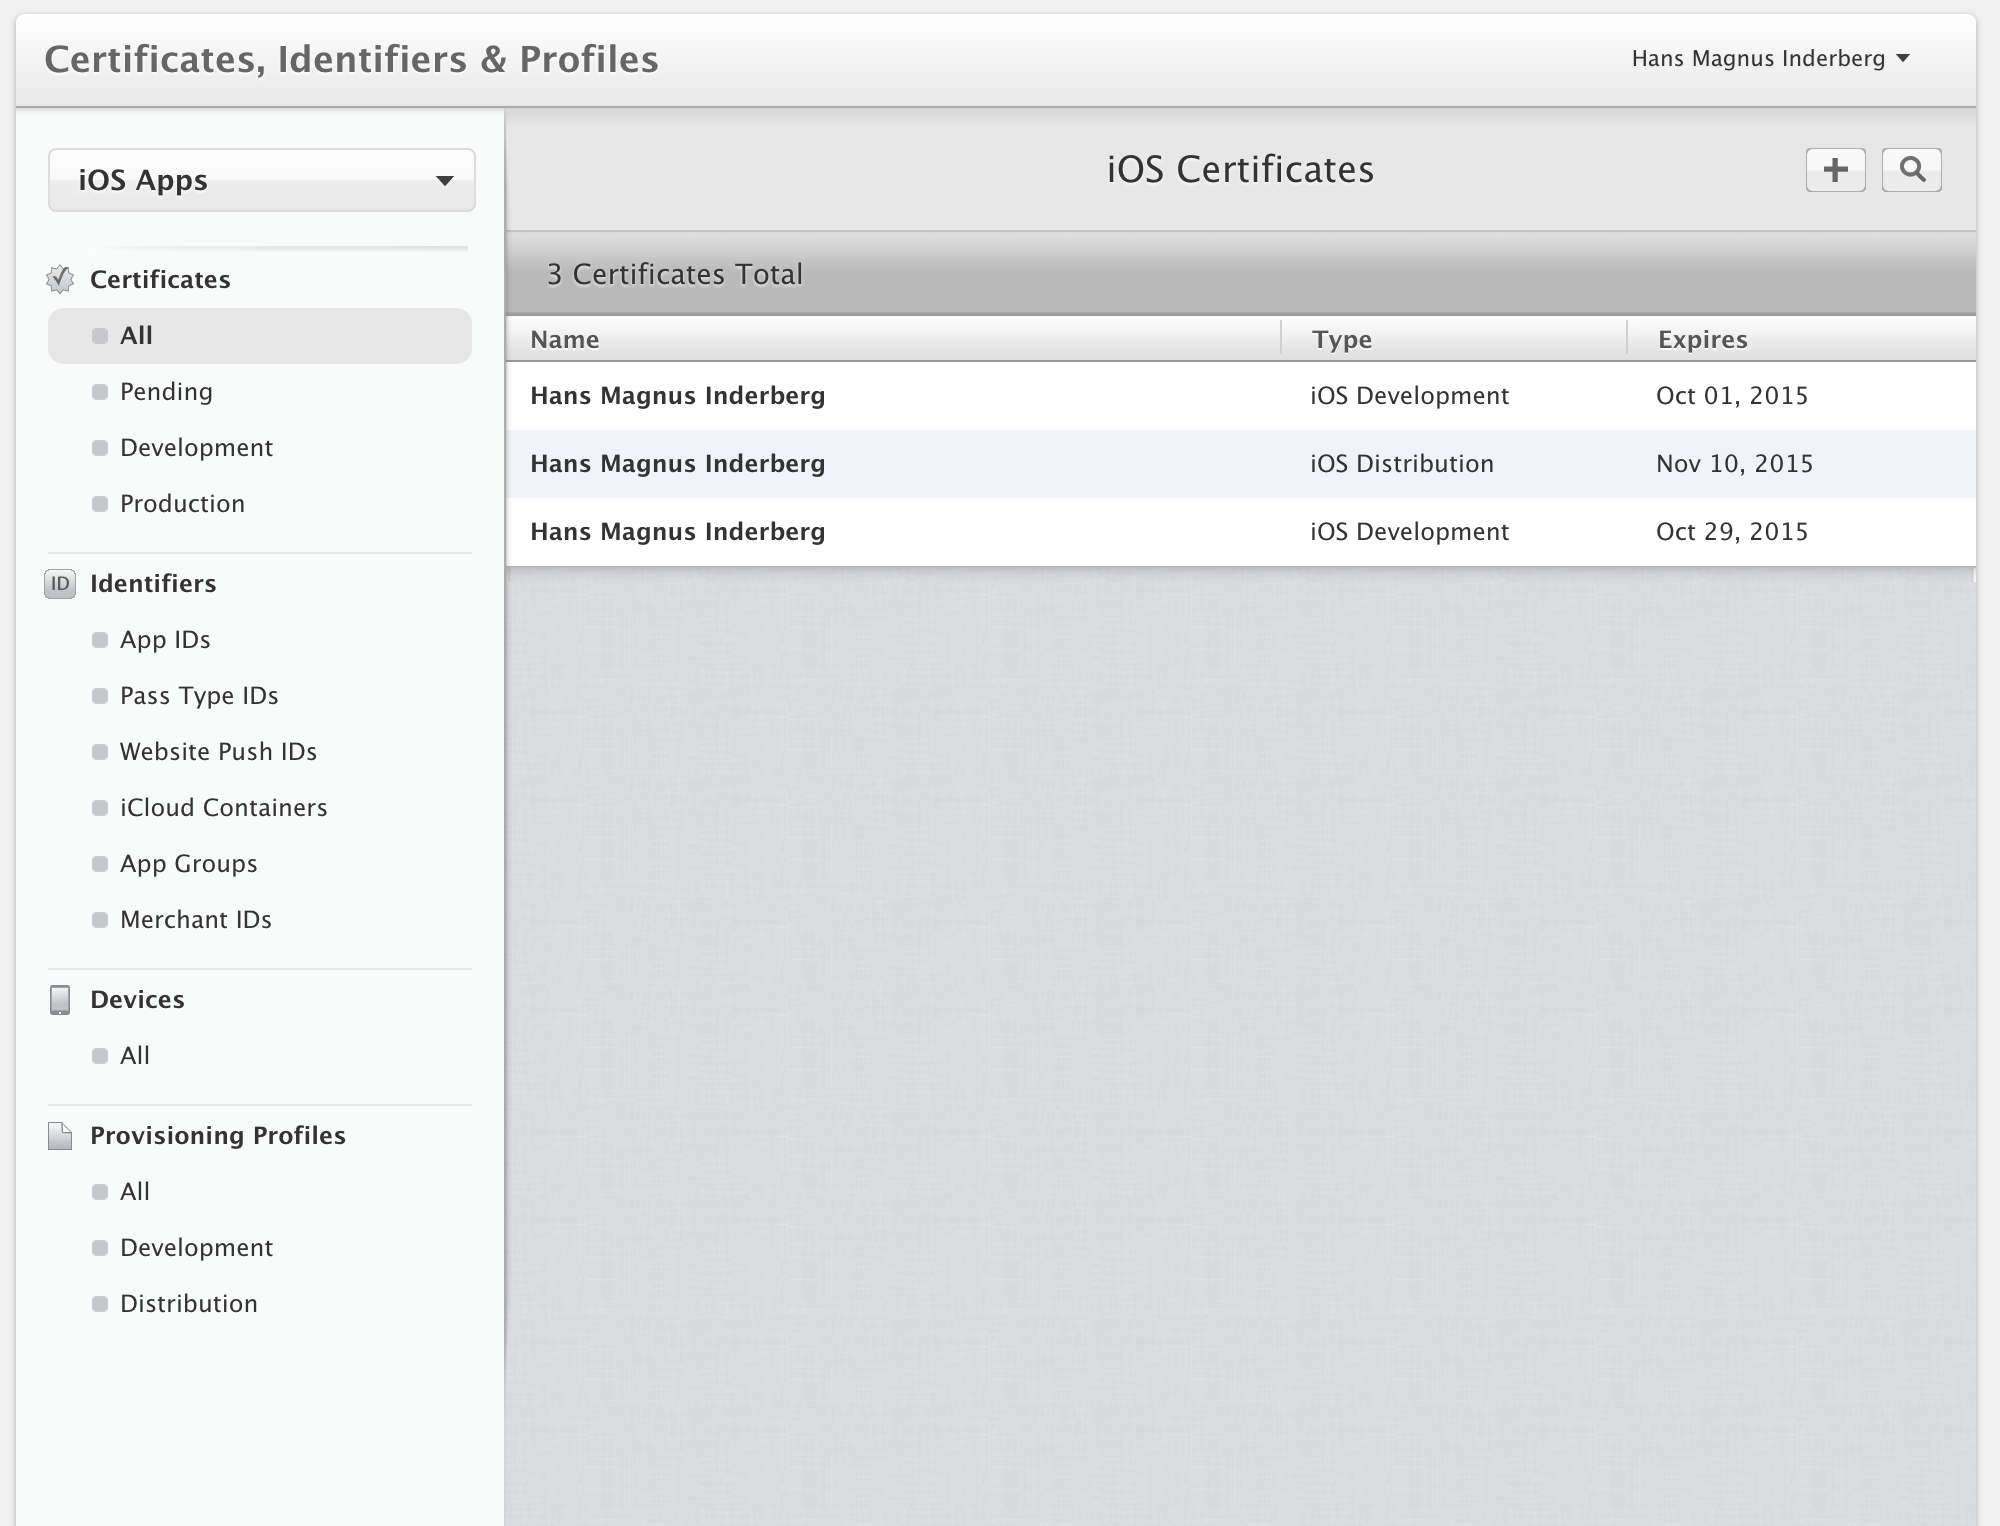 Certificates, Identifiers & Profiles
Hans Magnus Inderberg
iOS Apps
Certificates
All
Pending
Development
Production
ID
Identifiers
App IDs
Pass Type IDs
Website Push IDs
iCloud Containers
App Groups
Merchant IDs
Devices
All
Provisioning Profiles
All
Development
Distribution
iOS Certificates
3 Certificates Total
Name Type Expires
Hans Magnus Inderberg iOS Development Oct 01, 2015
Hans Magnus Inderberg iOS Distribution Nov 10, 2015
Hans Magnus Inderberg iOS Development Oct 29, 2015